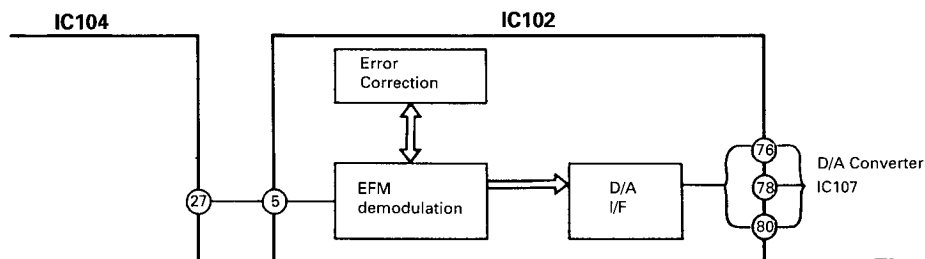 IC104
IC102
Error
Correction
EFM
demodulation
D/A
I/F
27
5
76
78
80
D/A Converter
IC107